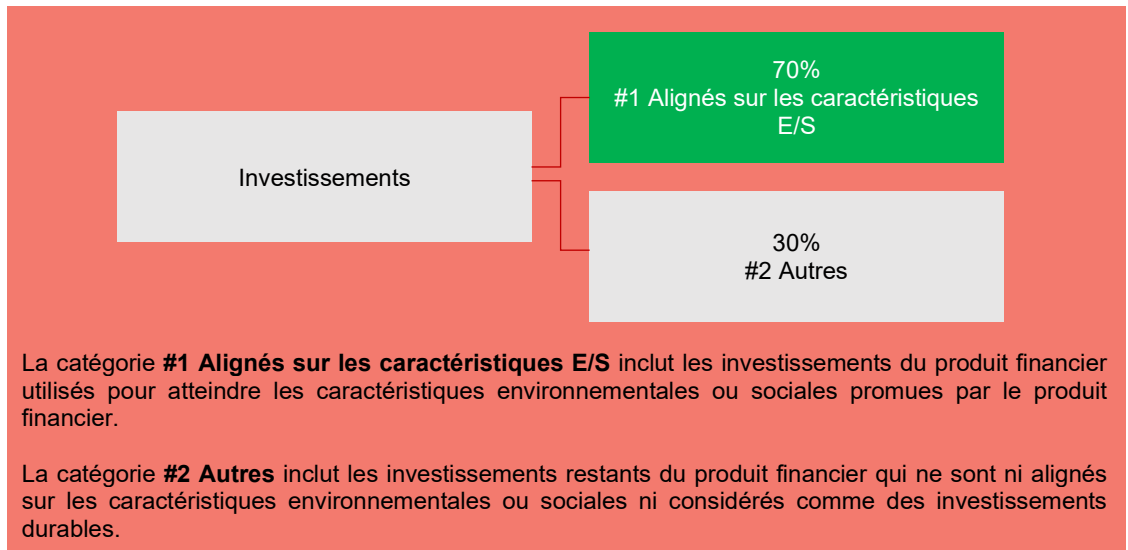 70%
#1 Alignés sur les caractéristiques
E/S
Investissements
30%
#2 Autres
La catégorie #1 Alignés sur les caractéristiques E/S inclut les investissements du produit financier
utilisés pour atteindre les caractéristiques environnementales ou sociales promues par le produit
financier.
La catégorie #2 Autres inclut les investissements restants du produit financier qui ne sont ni alignés
sur les caractéristiques environnementales ou sociales ni considérés comme des investissements
durables.